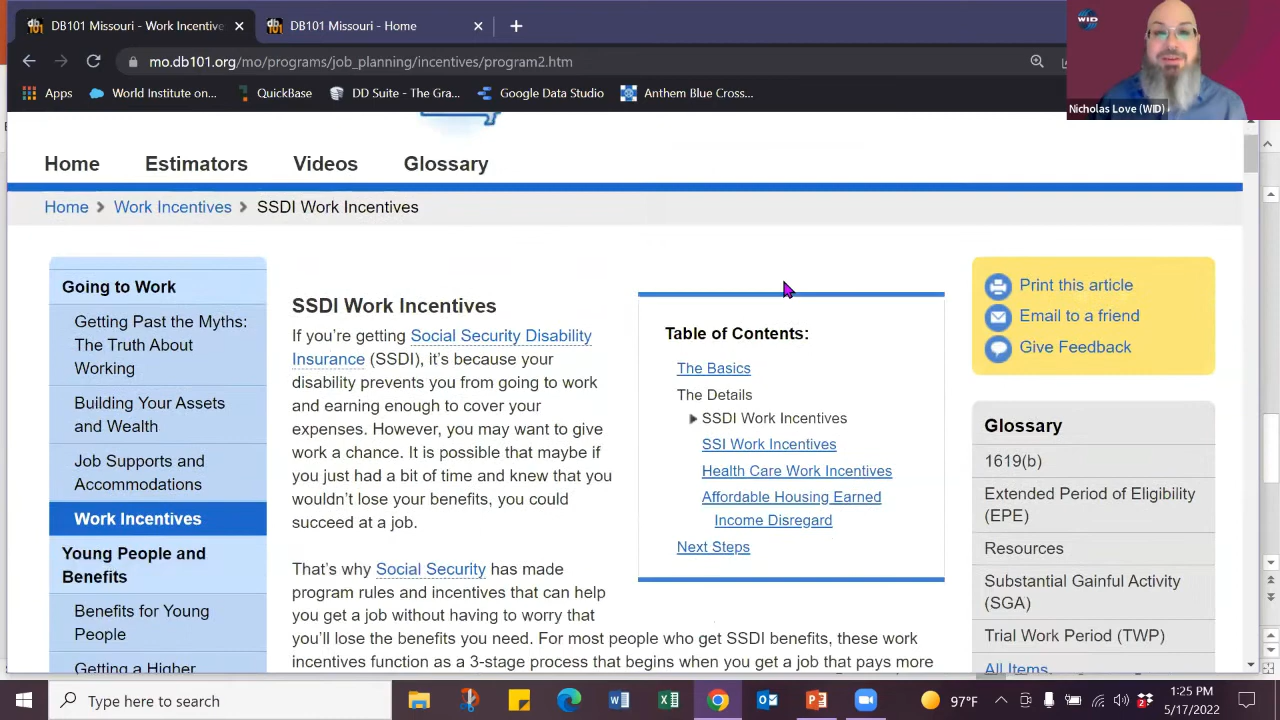 DB101 Missouri - Work Incentive
DB101 Missouri - Home
WID
mo.db101.org/mo/programs/job_planning/incentives/program2.htm
Apps
World Institute on...
QuickBase
DD Suite - The Gra...
Google Data Studio
Anthem Blue Cross...
Nicholas Love (WID)
Home
Estimators
Videos
Glossary
Home
Work Incentives
SSDI Work Incentives
Going to Work
Getting Past the Myths:
The Truth About
Working
Building Your Assets
and Wealth
Job Supports and
Accommodations
Work Incentives
Young People and
Benefits
Benefits for Young
People
Getting a Higher
SSDI Work Incentives
If you're getting Social Security Disability
Insurance (SSDI), it's because your
disability prevents you from going to work
and earning enough to cover your
expenses. However, you may want to give
work a chance. It is possible that maybe if
you just had a bit of time and knew that you
wouldn't lose your benefits, you could
succeed at a job.
That's why Social Security has made
program rules and incentives that can help
you get a job without having to worry that
you'll lose the benefits you need. For most people who get SSDI benefits, these work
incentives function as a 3-stage process that begins when you get a job that pays more
Table of Contents:
The Basics
The Details
SSDI Work Incentives
SSI Work Incentives
Health Care Work Incentives
Affordable Housing Earned
Income Disregard
Next Steps
Print this article
Email to a friend
Give Feedback
Glossary
1619(b)
Extended Period of Eligibility
(EPE)
Resources
Substantial Gainful Activity
(SGA)
Trial Work Period (TWP)
All Items
Type here to search
97°F
1:25 PM
5/17/2022